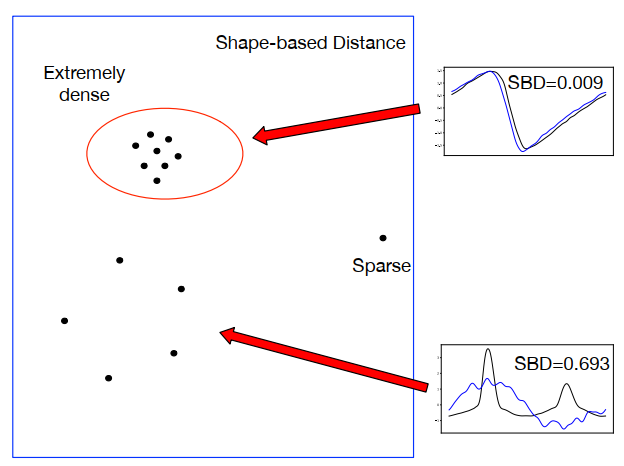 Shape-based Distance
Extremely
dense
SBD=0.009
Sparse
SBD=0.693